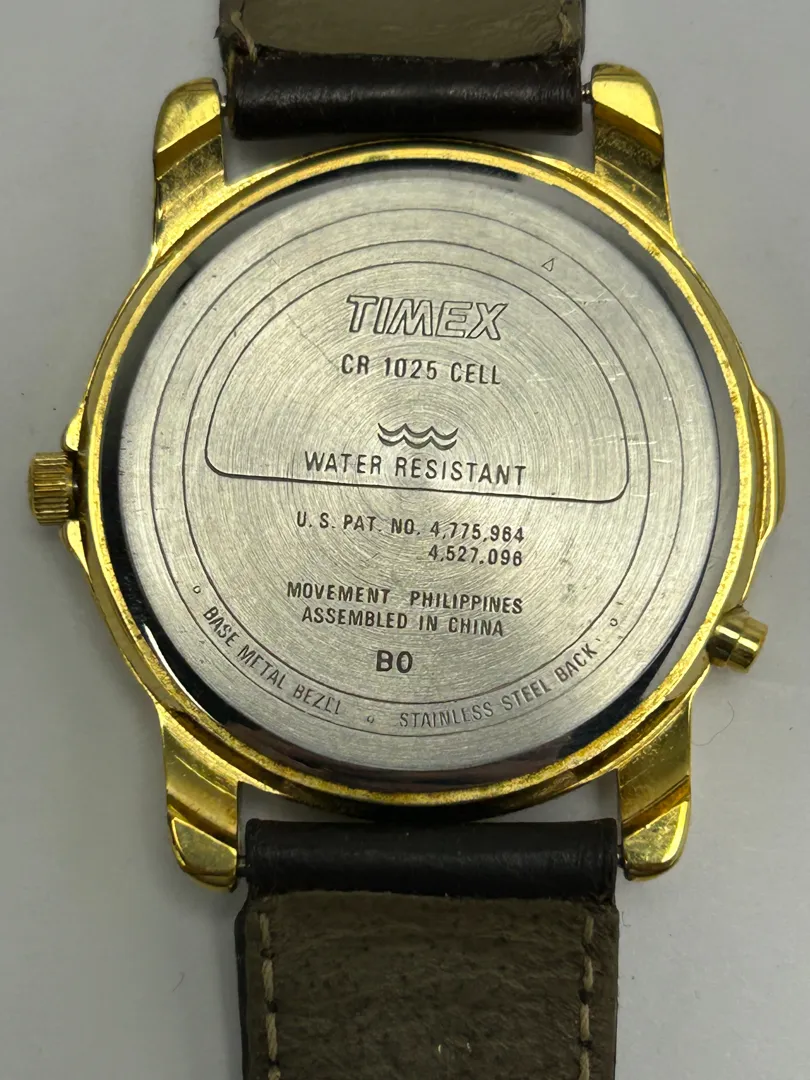 TIMEX
CR 1025 CELL
WATER RESISTANT
U. S. PAT. NO. 4,775,964
4,527,096
MOVEMENT PHILIPPINES
ASSEMBLED IN CHINA
B0
BASE METAL BEZEL
STAINLESS STEEL BACK